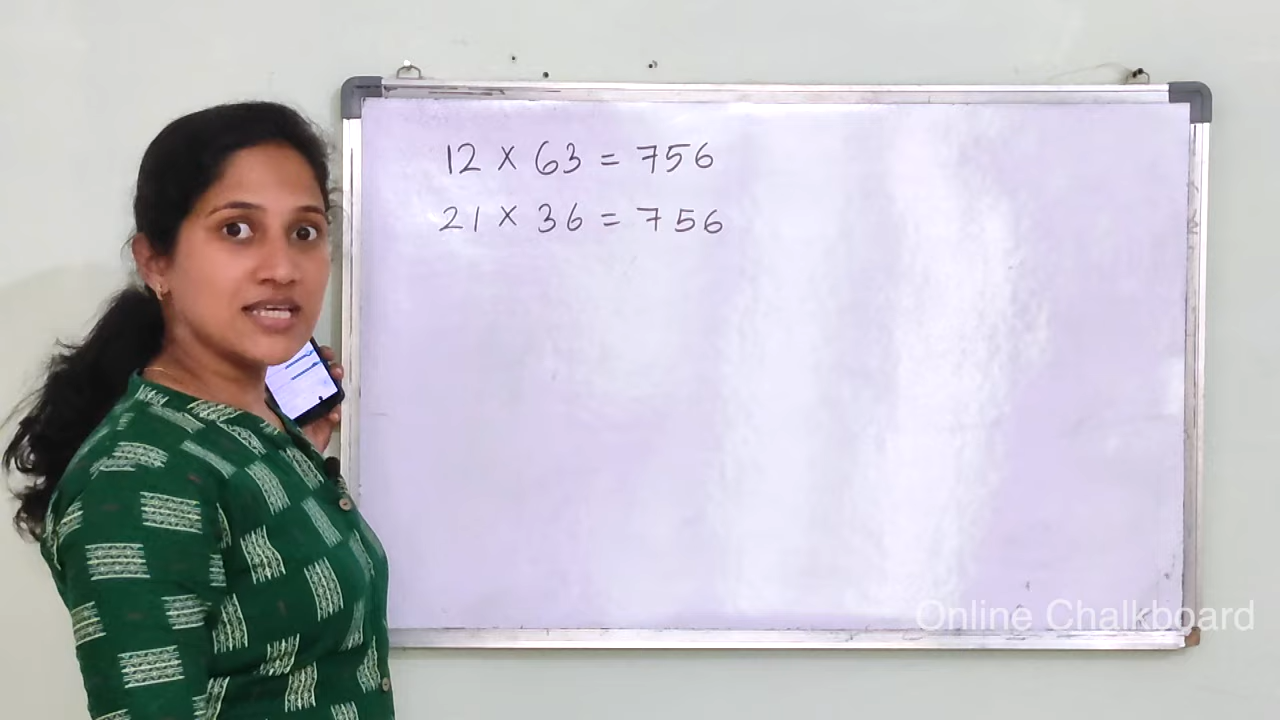 12 × 63 = 756
21 × 36 = 756
Online Chalkboard